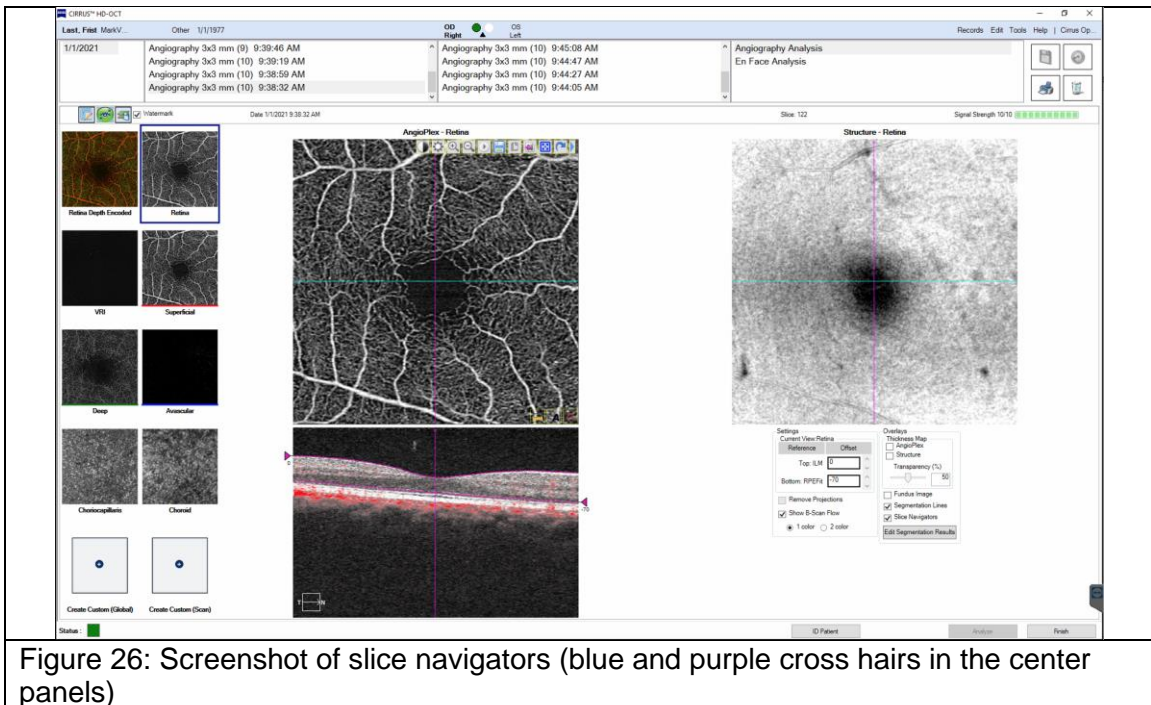 CIRRUS™ HD-OCT
Last, Frist MarkV... Other 1/1/1977 OD Right OS Left Records Edit Tools Help | Cirrus Op...
1/1/2021
Angiography 3x3 mm (9) 9:39:46 AM
Angiography 3x3 mm (10) 9:39:19 AM
Angiography 3x3 mm (10) 9:38:59 AM
Angiography 3x3 mm (10) 9:38:32 AM
Angiography 3x3 mm (10) 9:45:08 AM
Angiography 3x3 mm (10) 9:44:47 AM
Angiography 3x3 mm (10) 9:44:27 AM
Angiography 3x3 mm (10) 9:44:05 AM
Angiography Analysis
En Face Analysis
Watermark Date 1/1/2021 9:38:32 AM Slice: 122 Signal Strength 10/10
AngioPlex - Retina
Structure - Retina
Retina Depth Encoded Retina
VRI Superficial
Deep Avascular
Choriocapillaris Choroid
Create Custom (Global) Create Custom (Scan)
0
-70
T N
Settings
Current View:Retina
Reference Offset
Top: ILM 0
Bottom: RPEFit -70
Remove Projections
Show B-Scan Flow
1 color 2 color
Overlays
Thickness Map
AngioPlex
Structure
Transparency (%)
50
Fundus Image
Segmentation Lines
Slice Navigators
Edit Segmentation Results
Status : ID Patient Analyze Finish
Figure 26: Screenshot of slice navigators (blue and purple cross hairs in the center
panels)